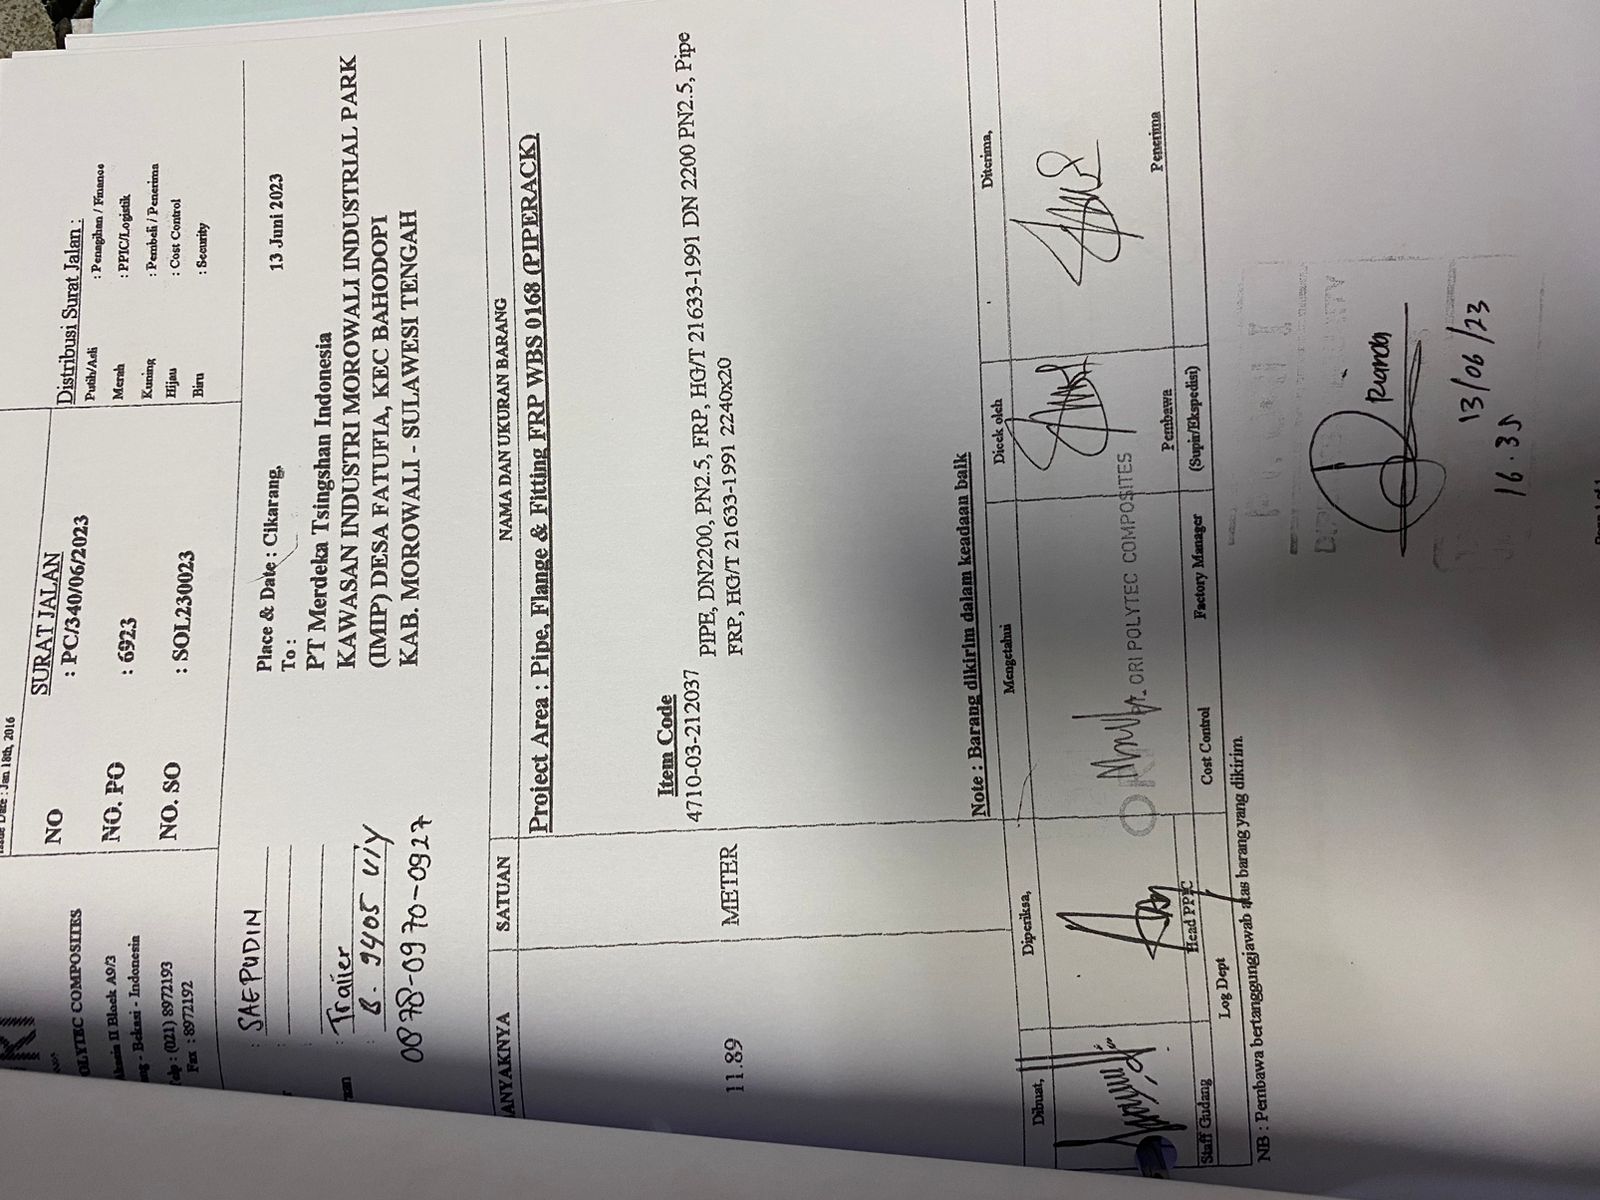 Date : Jan 18th, 2016
OLYTEC COMPOSITES
II Block A9/3
- Bekasi - Indonesia
: (021) 8972193
Fax : 8972192
SURAT JALAN
NO : PC/340/06/2023
NO. PO : 6923
NO. SO : SOL230023
Distribusi Surat Jalan :
Putih/Asli : Penagihan / Finance
Merah : PPIC/Logistik
Kuning : Pembeli / Penerima
Hijau : Cost Control
Biru : Security
: SAEPUDIN
: Trailer
: B. 9405 UIY
0878-0970-0927
Place & Date : Cikarang, 13 Juni 2023
To :
PT Merdeka Tsingshan Indonesia
KAWASAN INDUSTRI MOROWALI INDUSTRIAL PARK
(IMIP) DESA FATUFIA, KEC BAHODOPI
KAB. MOROWALI - SULAWESI TENGAH
ANYAKNYA SATUAN NAMA DAN UKURAN BARANG
Project Area : Pipe, Flange & Fitting FRP WBS 0168 (PIPERACK)
Item Code
4710-03-212037 PIPE, DN2200, PN2.5, FRP, HG/T 21633-1991 DN 2200 PN2.5, Pipe
11.89 METER FRP, HG/T 21633-1991 2240x20
Note : Barang dikirim dalam keadaan baik
Dibuat, Diperiksa, Mengetahui Dicek oleh Diterima,
PT. ORI POLYTEC COMPOSITES
Staff Gudang Head PPIC Cost Control Factory Manager Pembawa Penerima
Log Dept (Supir/Ekspedisi)
NB : Pembawa bertanggungjawab atas barang yang dikirim.
13/06/23
16.35